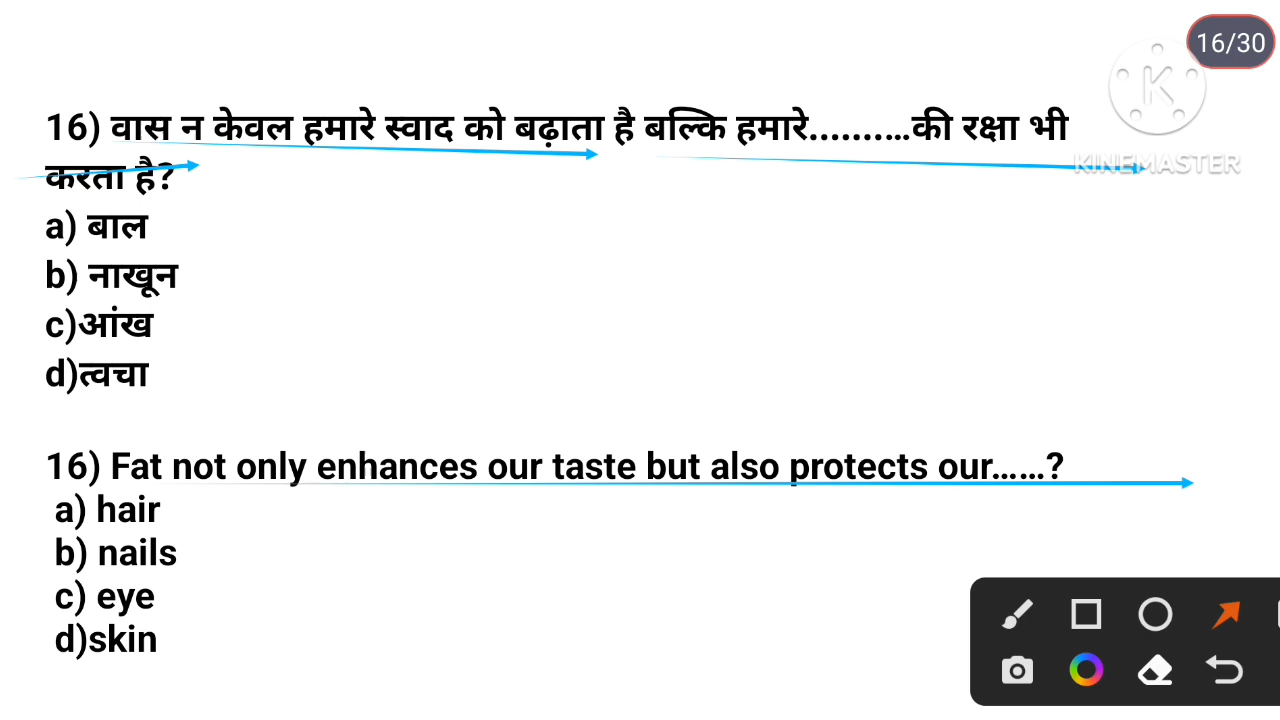 16/30
KINEMASTER
16) वास न केवल हमारे स्वाद को बढ़ाता है बल्कि हमारे..........की रक्षा भी
करता है?
a) बाल
b) नाखून
c)आंख
d)त्वचा
16) Fat not only enhances our taste but also protects our......?
a) hair
b) nails
c) eye
d)skin